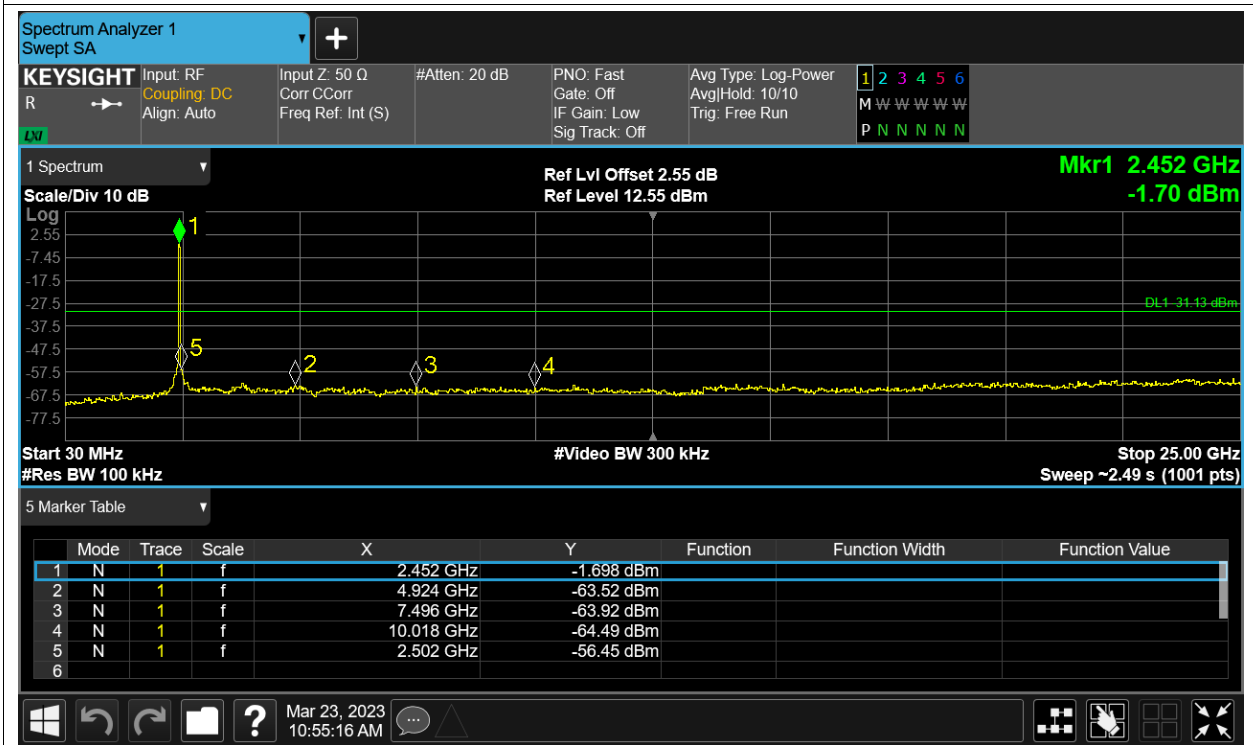 Spectrum Analyzer 1
Swept SA
+
KEYSIGHT
R
LXI
Input: RF
Coupling: DC
Align: Auto
Input Z: 50 Ω
Corr CCorr
Freq Ref: Int (S)
#Atten: 20 dB
PNO: Fast
Gate: Off
IF Gain: Low
Sig Track: Off
Avg Type: Log-Power
Avg|Hold: 10/10
Trig: Free Run
1 2 3 4 5 6
M W W W W W
P N N N N N
1 Spectrum
Scale/Div 10 dB
Ref Lvl Offset 2.55 dB
Ref Level 12.55 dBm
Mkr1 2.452 GHz
-1.70 dBm
Log
2.55
-7.45
-17.5
-27.5
-37.5
-47.5
-57.5
-67.5
-77.5
1
5
2
3
4
DL1 -31.13 dBm
Start 30 MHz
#Res BW 100 kHz
#Video BW 300 kHz
Stop 25.00 GHz
Sweep ~2.49 s (1001 pts)
5 Marker Table
Mode Trace Scale X Y Function Function Width Function Value
1 N 1 f 2.452 GHz -1.698 dBm
2 N 1 f 4.924 GHz -63.52 dBm
3 N 1 f 7.496 GHz -63.92 dBm
4 N 1 f 10.018 GHz -64.49 dBm
5 N 1 f 2.502 GHz -56.45 dBm
6
?
Mar 23, 2023
10:55:16 AM